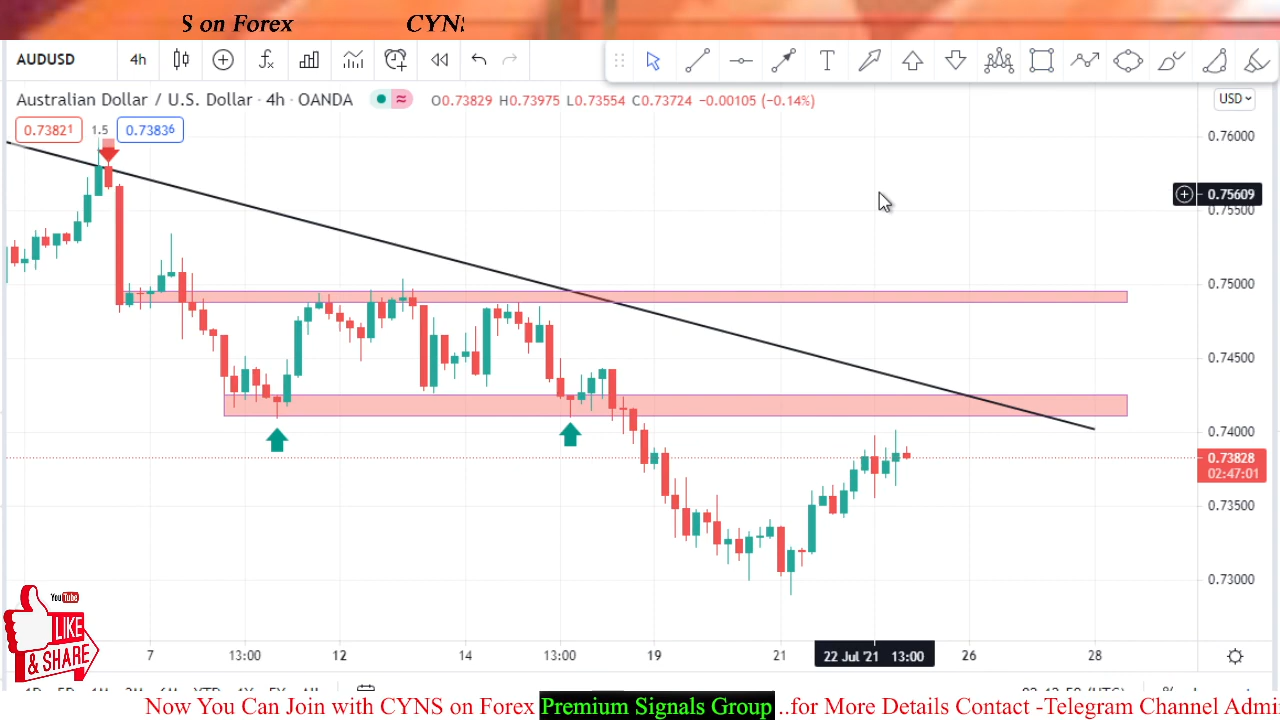 S on Forex CYNS
AUDUSD 4h
Australian Dollar / U.S. Dollar · 4h · OANDA O0.73829 H0.73975 L0.73554 C0.73724 −0.00105 (−0.14%) USD
0.73821 1.5 0.73836
0.76000
0.75609
0.75500
0.75000
0.74500
0.74000
0.73828
02:47:01
0.73500
0.73000
YouTube
LIKE
& SHARE
7 13:00 12 14 13:00 19 21 22 Jul '21 13:00 26 28
Now You Can Join with CYNS on Forex Premium Signals Group ..for More Details Contact -Telegram Channel Admi